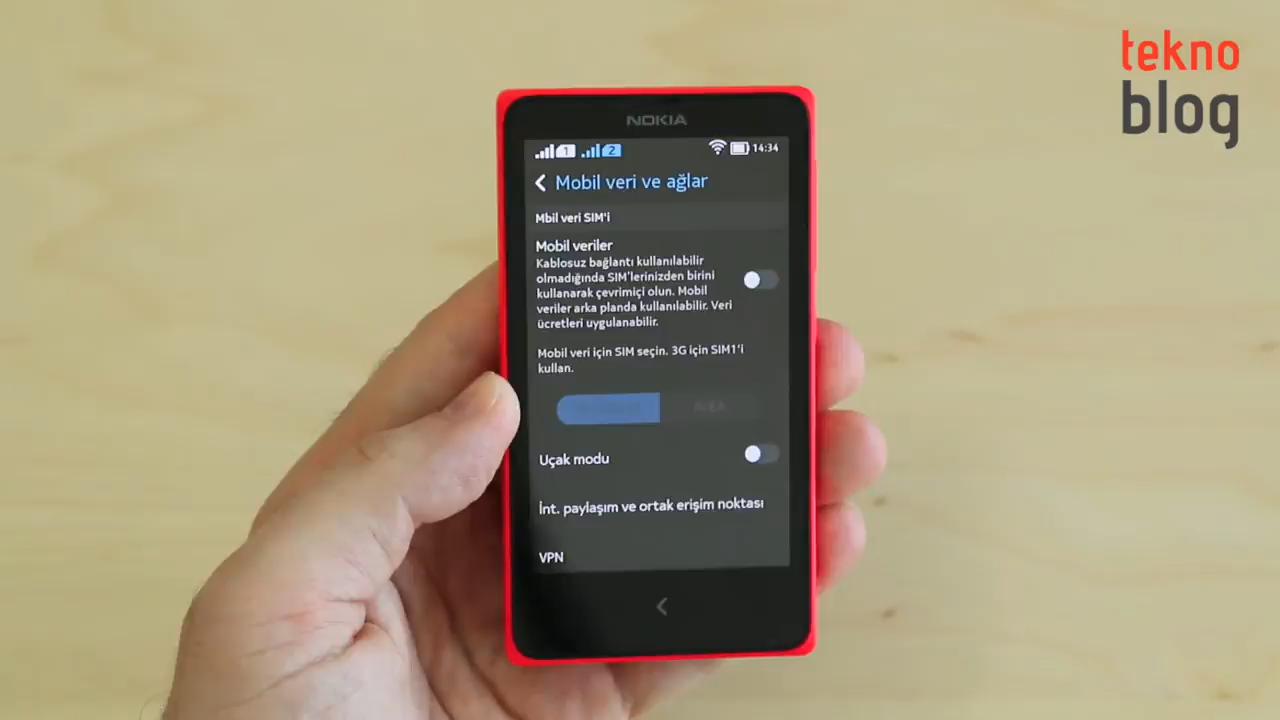 tekno
blog
NOKIA
1 2 14:34
Mobil veri ve ağlar
Mbil veri SIM'i
Mobil veriler
Kablosuz bağlantı kullanılabilir
olmadığında SIM'lerinizden birini
kullanarak çevrimiçi olun. Mobil
veriler arka planda kullanılabilir. Veri
ücretleri uygulanabilir.
Mobil veri için SIM seçin. 3G için SIM1'i
kullan.
Uçak modu
İnt. paylaşım ve ortak erişim noktası
VPN